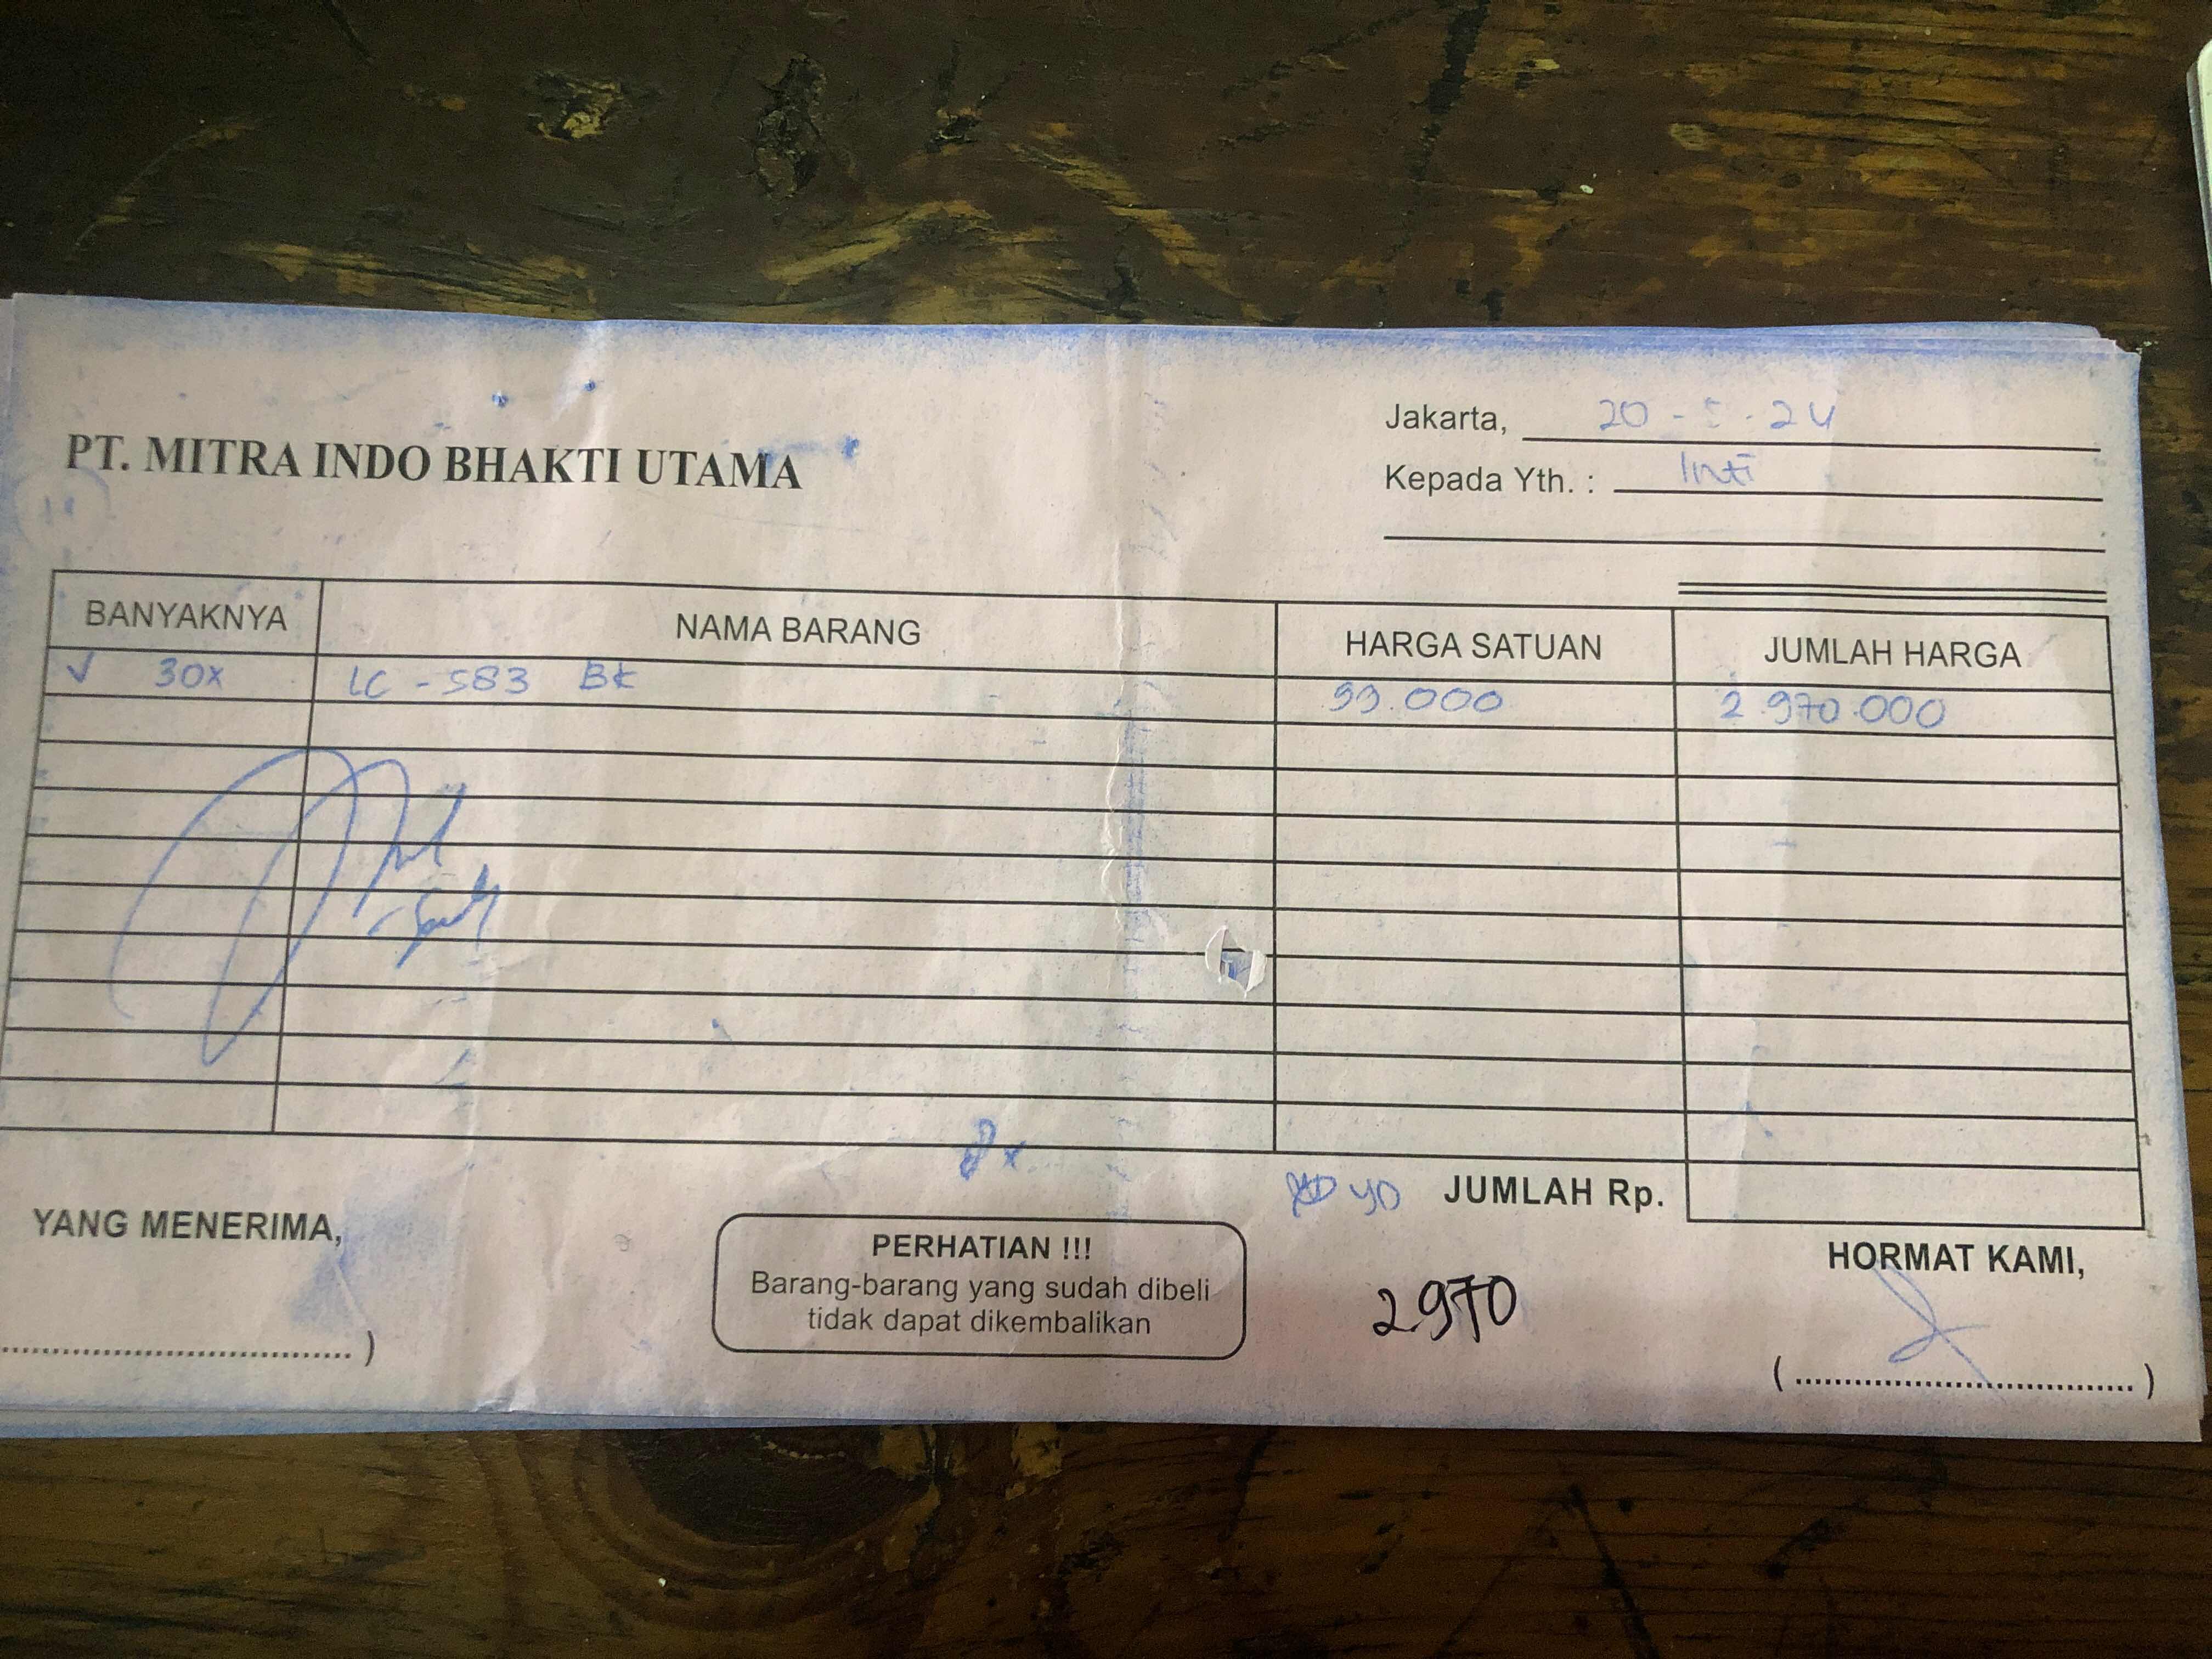 PT. MITRA INDO BHAKTI UTAMA
Jakarta, 20 - - 24
Kepada Yth. : Inti
BANYAKNYA NAMA BARANG HARGA SATUAN JUMLAH HARGA
✓ 30x LC - 583 BK 99.000 2.970.000
JUMLAH Rp.
YANG MENERIMA,
PERHATIAN !!!
Barang-barang yang sudah dibeli
tidak dapat dikembalikan
2970
HORMAT KAMI,
................................... )
( ................................... )